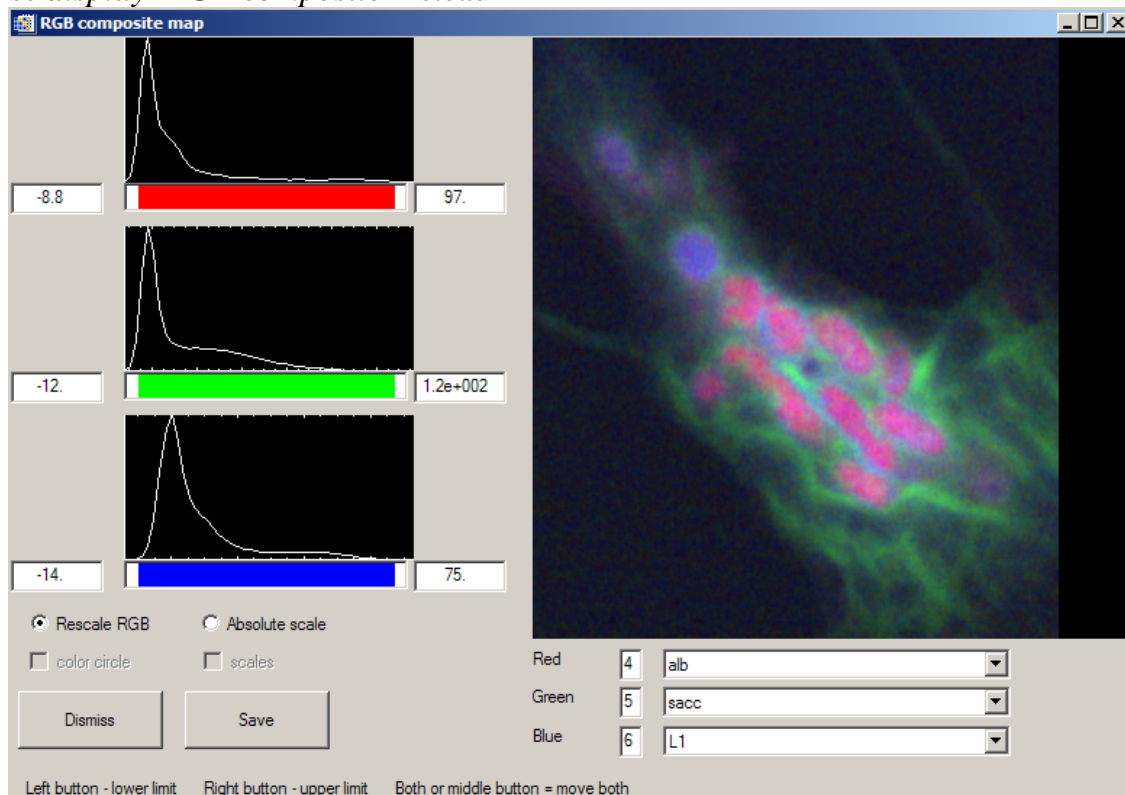 RGB composite map
-8.8
97.
-12.
1.2e+002
-14.
75.
Rescale RGB Absolute scale
color circle scales
Dismiss Save
Red 4 alb
Green 5 sacc
Blue 6 L1
Left button - lower limit Right button - upper limit Both or middle button = move both